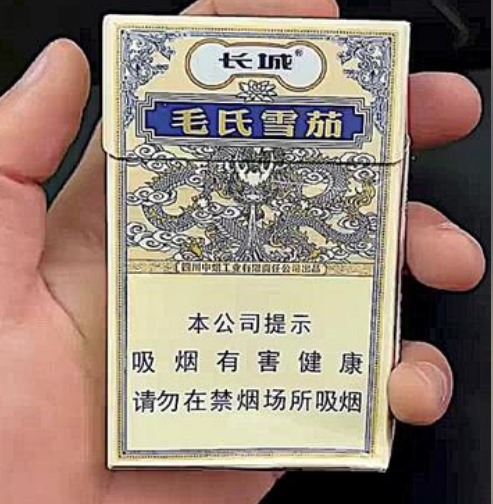 长城®
毛氏雪茄
四川中烟工业有限责任公司出品
本公司提示
吸烟有害健康
请勿在禁烟场所吸烟